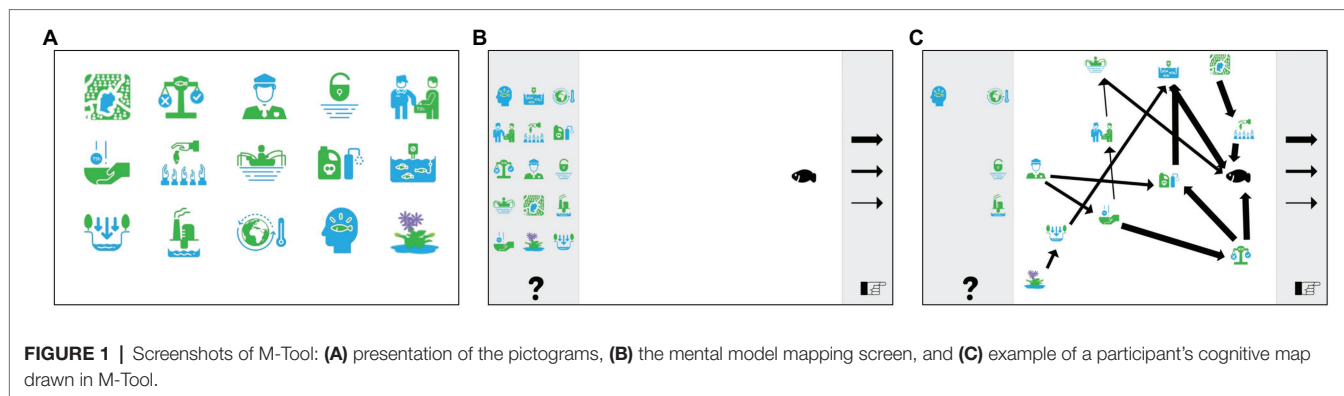 A
B
C
?
?
FIGURE 1 | Screenshots of M-Tool: (A) presentation of the pictograms, (B) the mental model mapping screen, and (C) example of a participant’s cognitive map
drawn in M-Tool.